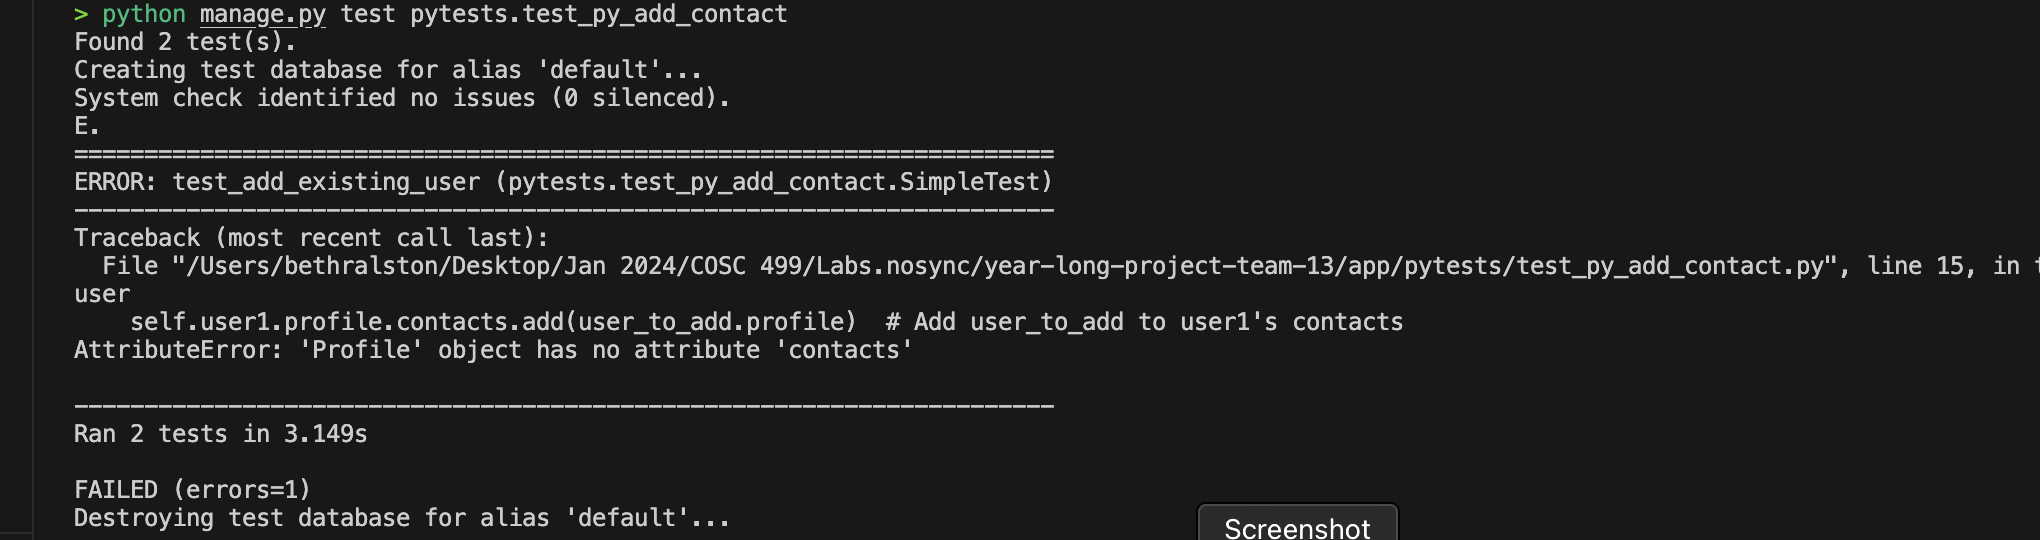 > python manage.py test pytests.test_py_add_contact
Found 2 test(s).
Creating test database for alias 'default'...
System check identified no issues (0 silenced).
E.
======================================================================
ERROR: test_add_existing_user (pytests.test_py_add_contact.SimpleTest)
----------------------------------------------------------------------
Traceback (most recent call last):
  File "/Users/bethralston/Desktop/Jan 2024/COSC 499/Labs.nosync/year-long-project-team-13/app/pytests/test_py_add_contact.py", line 15, in
user
    self.user1.profile.contacts.add(user_to_add.profile)  # Add user_to_add to user1's contacts
AttributeError: 'Profile' object has no attribute 'contacts'
----------------------------------------------------------------------
Ran 2 tests in 3.149s
FAILED (errors=1)
Destroying test database for alias 'default'...
Screenshot